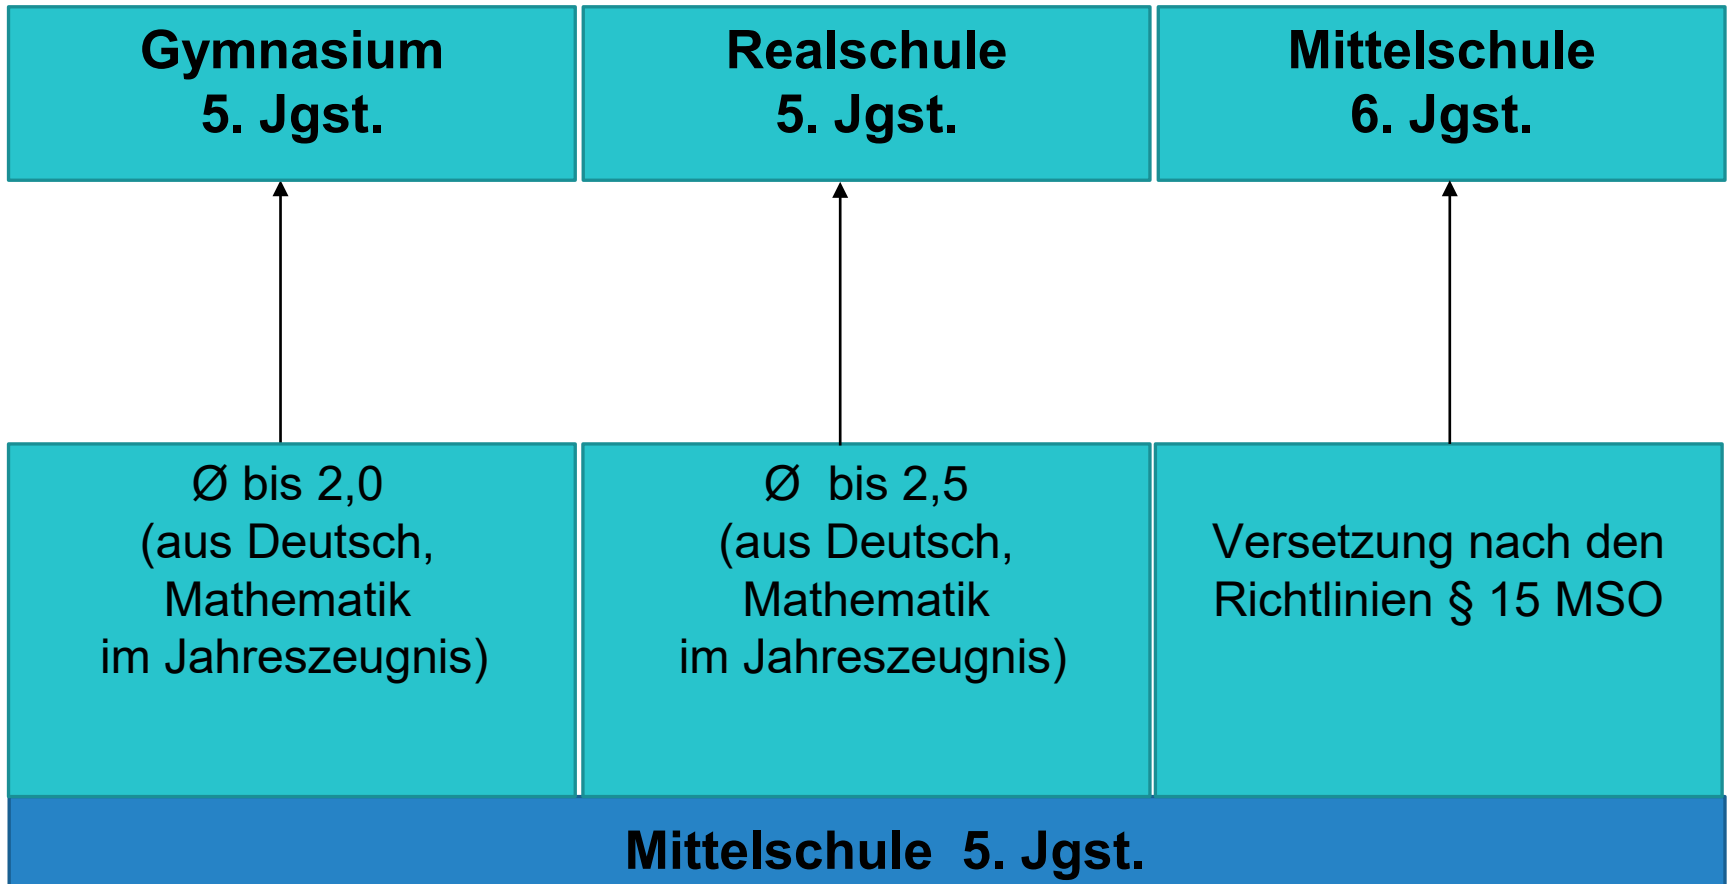 Gymnasium
5. Jgst.
Realschule
5. Jgst.
Mittelschule
6. Jgst.
Ø bis 2,0
(aus Deutsch,
Mathematik
im Jahreszeugnis)
Ø bis 2,5
(aus Deutsch,
Mathematik
im Jahreszeugnis)
Versetzung nach den
Richtlinien § 15 MSO
Mittelschule 5. Jgst.